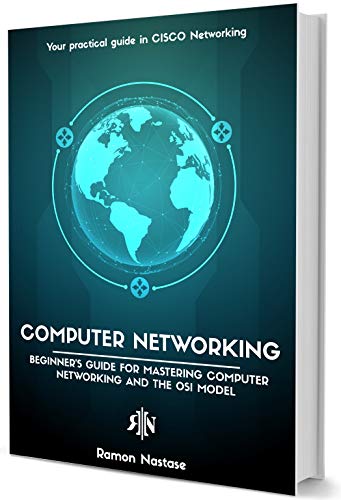 Your practical guide in CISCO Networking
COMPUTER NETWORKING
BEGINNER'S GUIDE FOR MASTERING COMPUTER
NETWORKING AND THE OSI MODEL
RN
Ramon Nastase